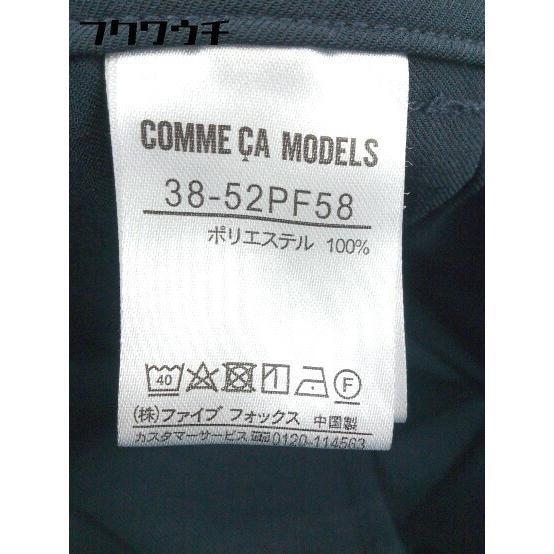 フクワウチ
COMME ÇA MODELS
38-52PF58
ポリエステル 100%
40 F
(株)ファイブ フォックス 中国製
カスタマーサービス 0120-114563